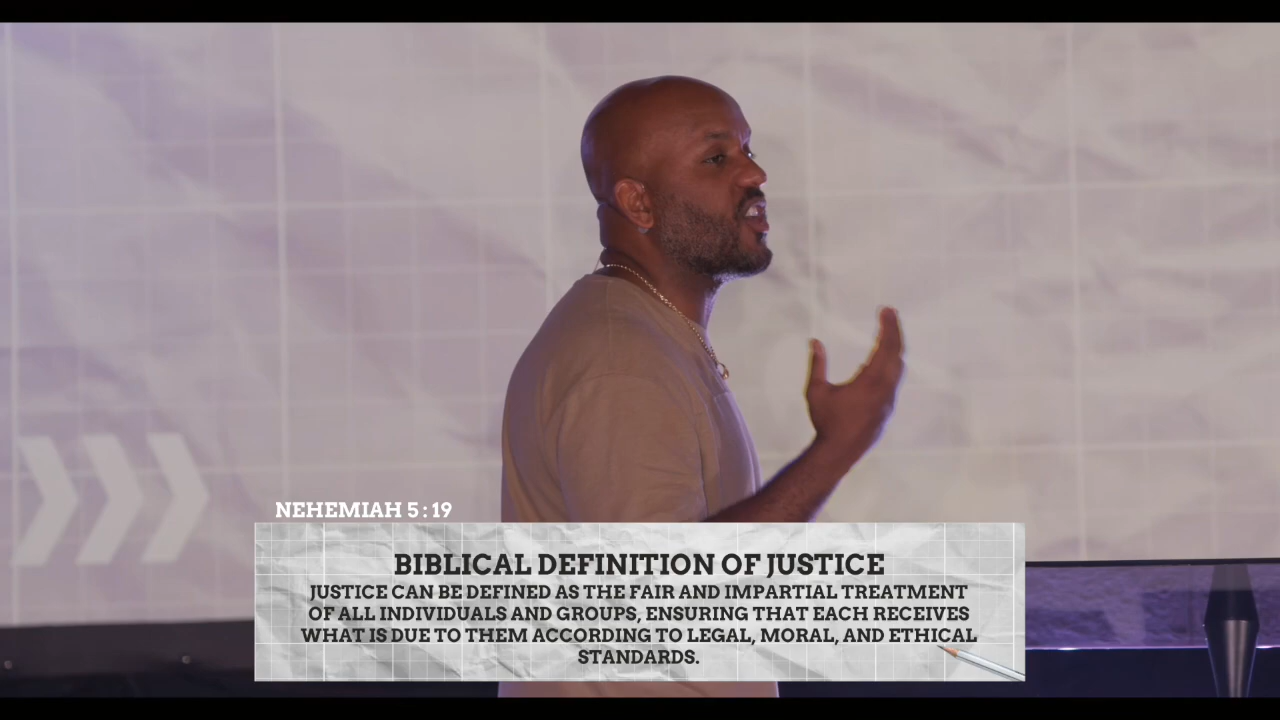 NEHEMIAH 5:19
BIBLICAL DEFINITION OF JUSTICE
JUSTICE CAN BE DEFINED AS THE FAIR AND IMPARTIAL TREATMENT
OF ALL INDIVIDUALS AND GROUPS, ENSURING THAT EACH RECEIVES
WHAT IS DUE TO THEM ACCORDING TO LEGAL, MORAL, AND ETHICAL
STANDARDS.